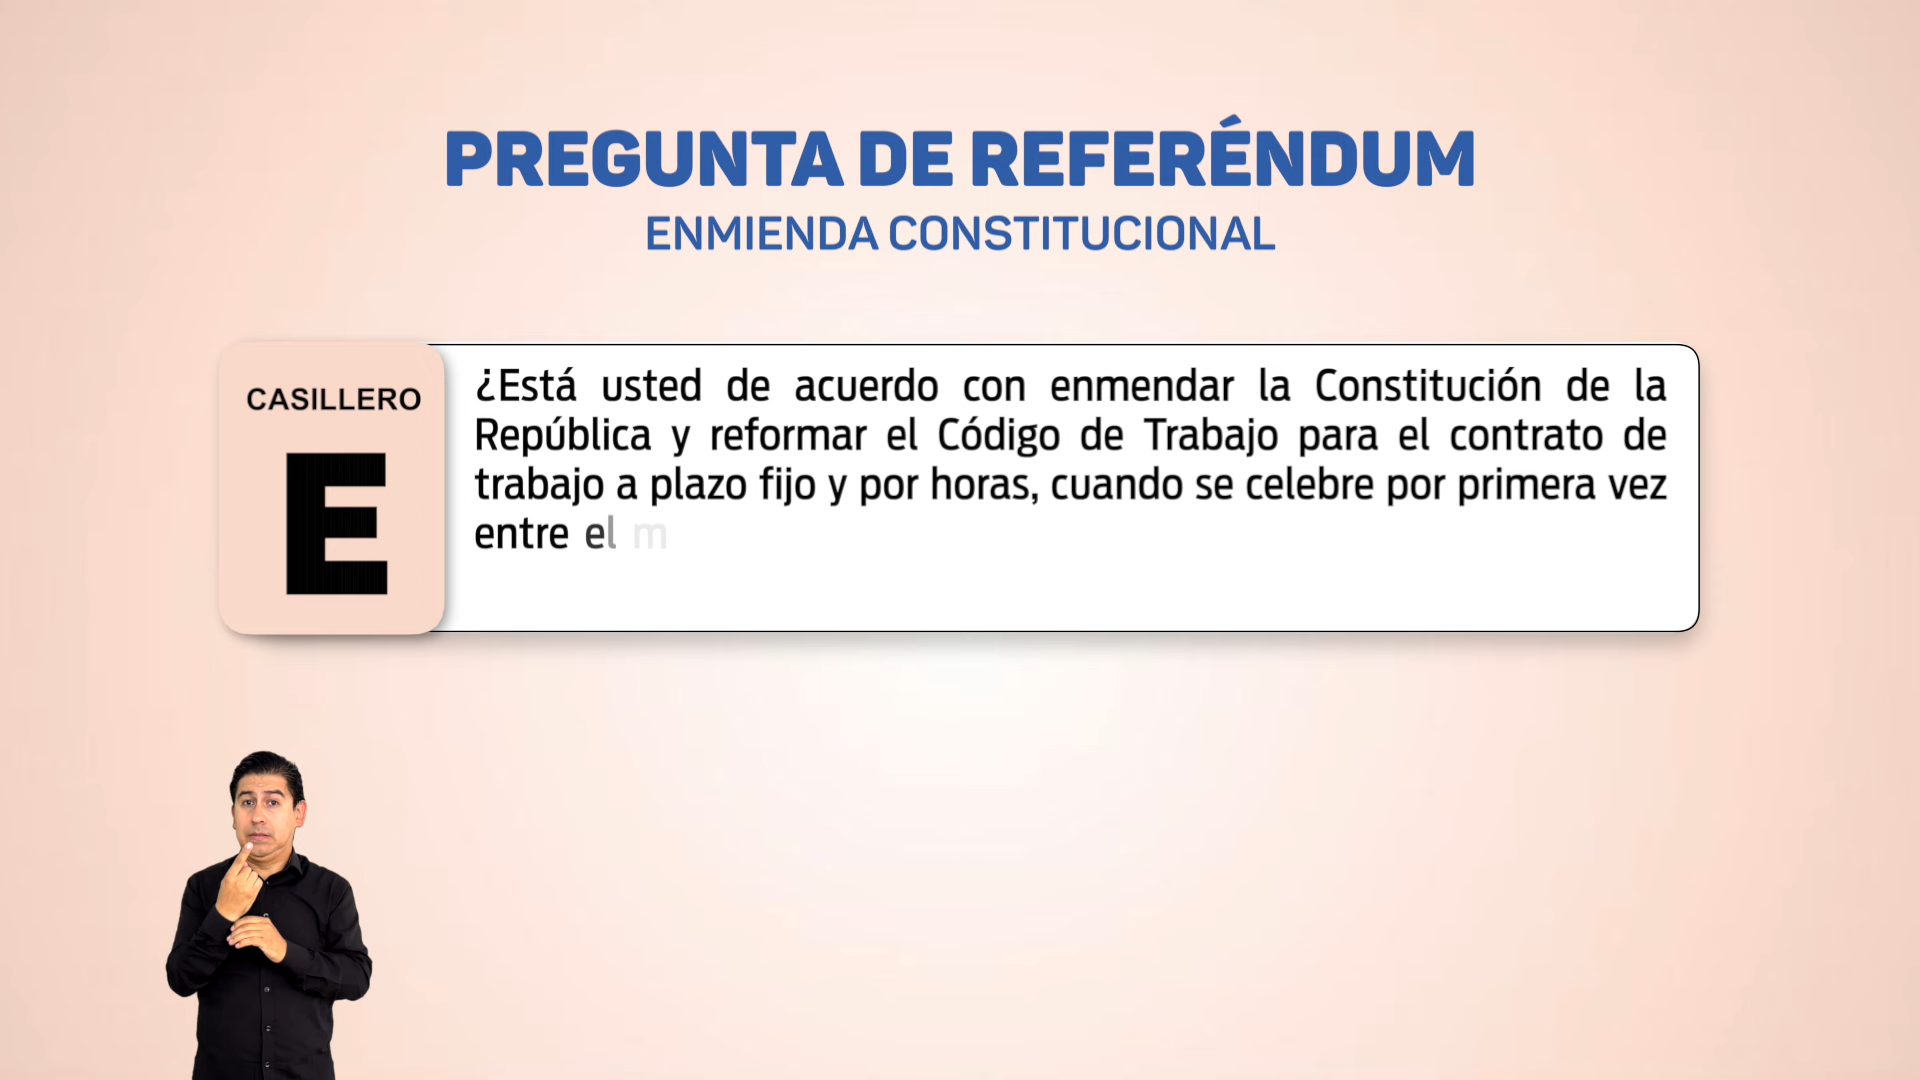 PREGUNTA DE REFERÉNDUM
ENMIENDA CONSTITUCIONAL
CASILLERO
E
¿Está usted de acuerdo con enmendar la Constitución de la
República y reformar el Código de Trabajo para el contrato de
trabajo a plazo fijo y por horas, cuando se celebre por primera vez
entre el m